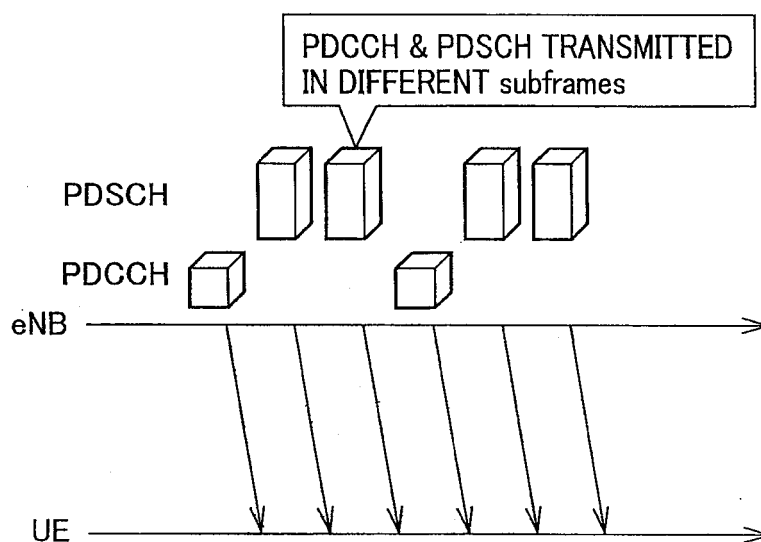 PDCCH & PDSCH TRANSMITTED
IN DIFFERENT subframes
PDSCH
PDCCH
eNB
UE